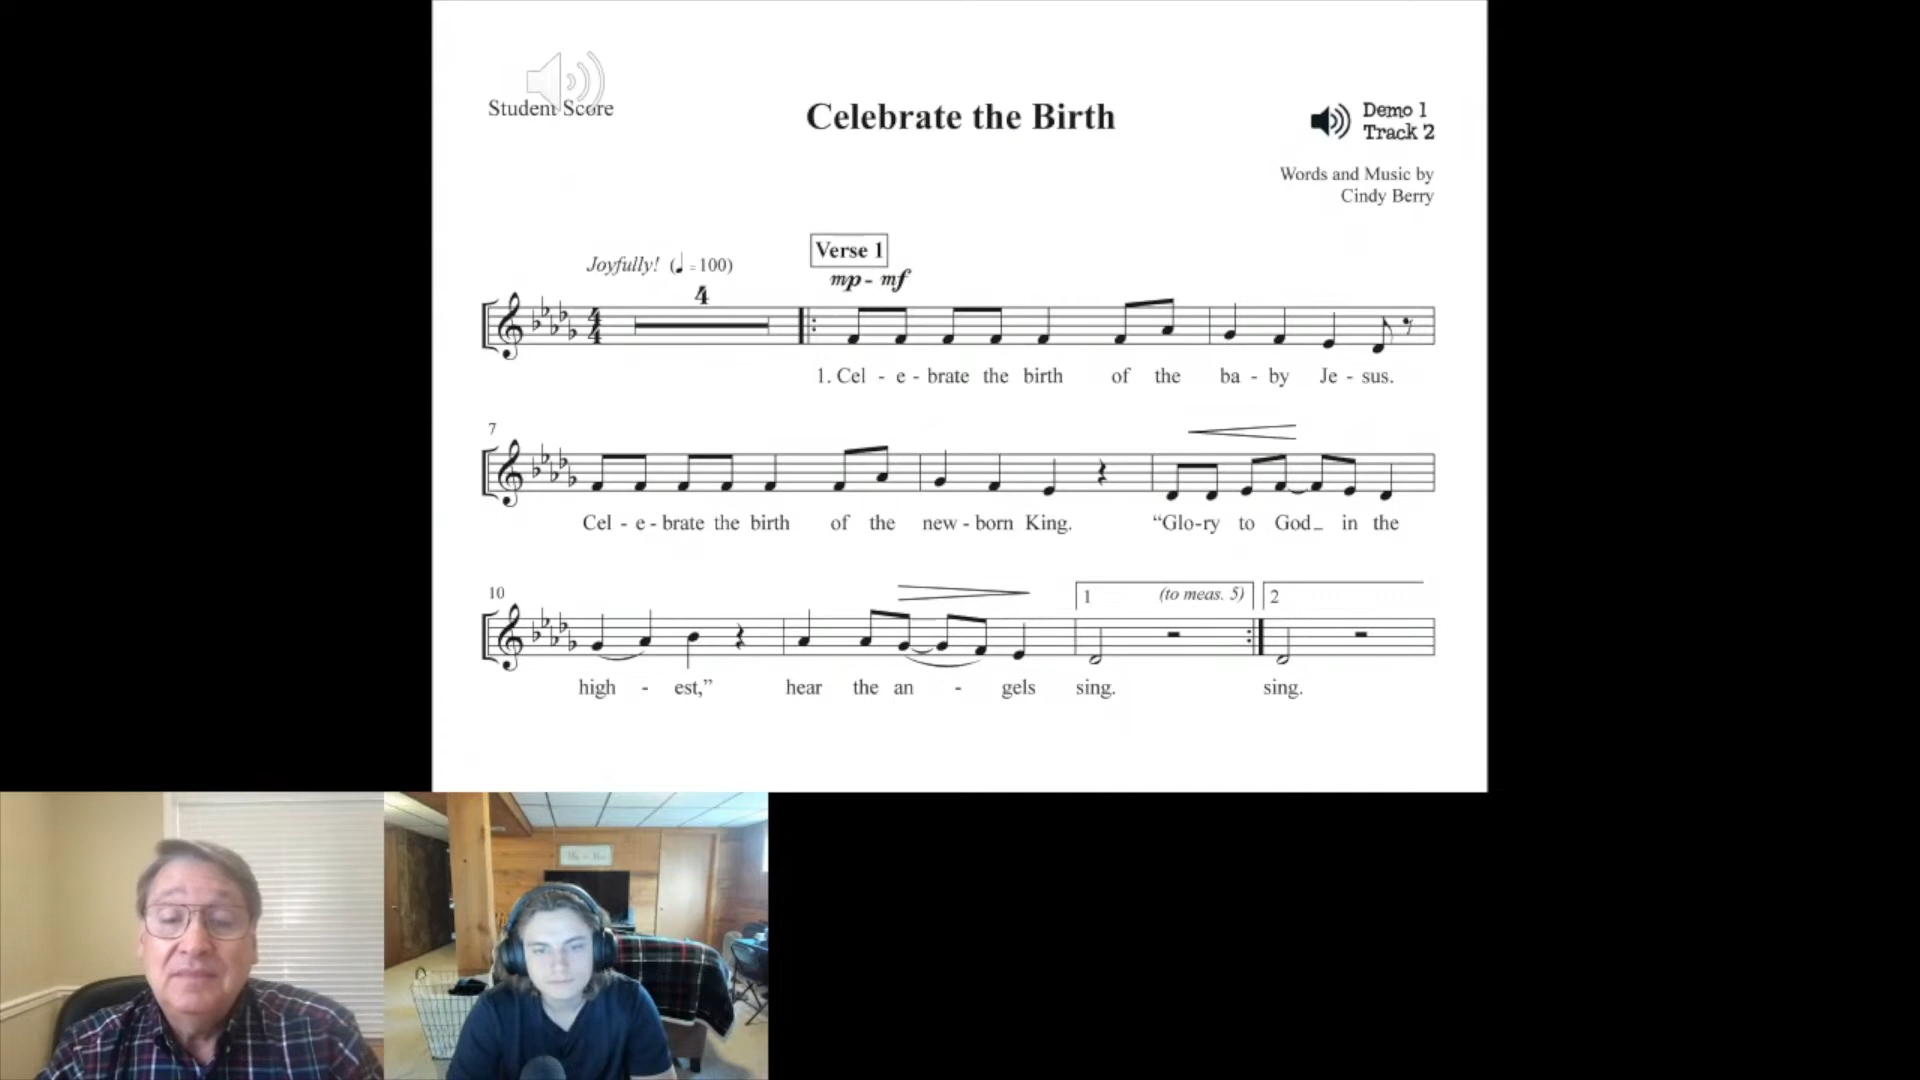 Student Score
Celebrate the Birth
Demo 1
Track 2
Words and Music by
Cindy Berry
Verse 1
Joyfully! (♩ = 100)
mp - mf
4
4
4
1. Cel - e - brate the birth of the ba - by Je - sus.
7
Cel - e - brate the birth of the new - born King. “Glo-ry to God_ in the
10
1 (to meas. 5) 2
high - est,” hear the an - gels sing. sing.